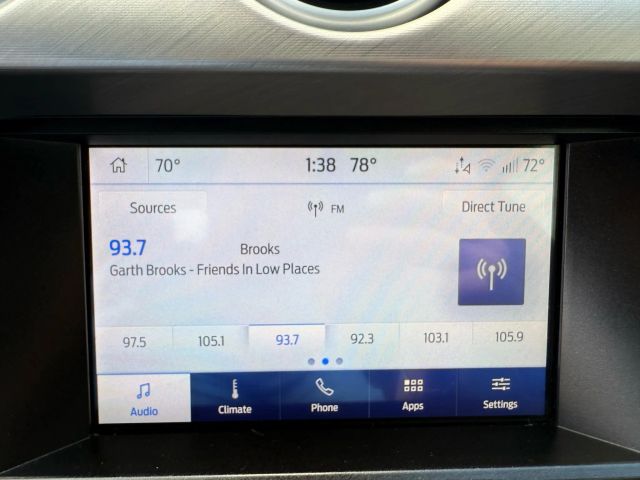 70° 1:38 78° 72°
Sources FM Direct Tune
93.7 Brooks
Garth Brooks - Friends In Low Places
97.5 105.1 93.7 92.3 103.1 105.9
Audio Climate Phone Apps Settings